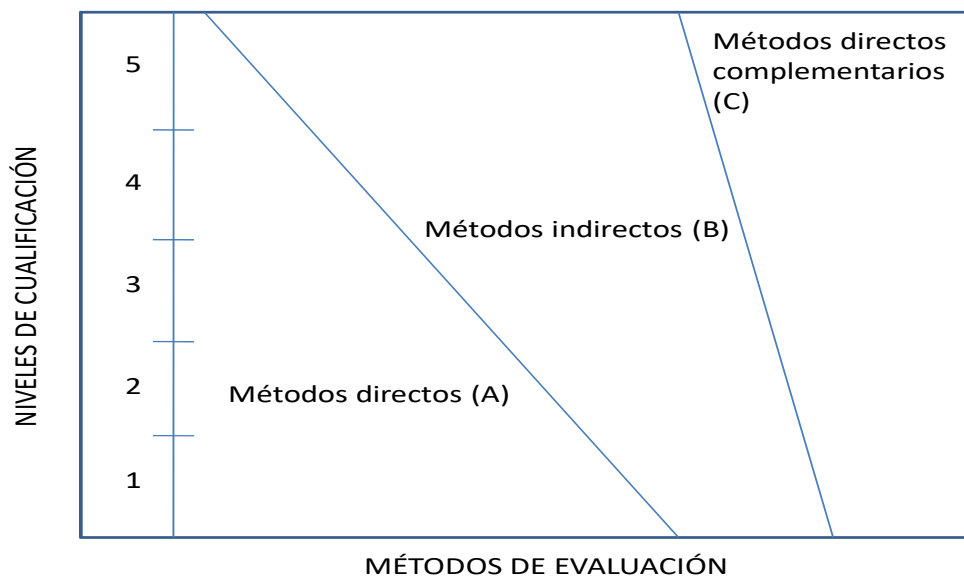 Métodos directos
complementarios
(C)
5
4
Métodos indirectos (B)
3
2
Métodos directos (A)
1
NIVELES DE CUALIFICACIÓN
MÉTODOS DE EVALUACIÓN